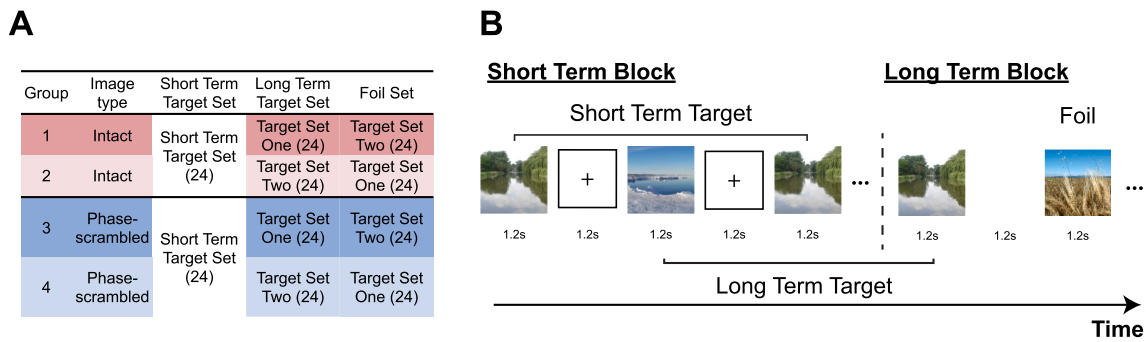 A
Group
Image
type
Short Term
Target Set
Long Term
Target Set
Foil Set
1
Intact
Short Term
Target Set
(24)
Target Set
One (24)
Target Set
Two (24)
2
Intact
Target Set
Two (24)
Target Set
One (24)
3
Phase-
scrambled
Short Term
Target Set
(24)
Target Set
One (24)
Target Set
Two (24)
4
Phase-
scrambled
Target Set
Two (24)
Target Set
One (24)
B
Short Term Block
Long Term Block
Short Term Target
Foil
+
+
...
...
1.2s 1.2s 1.2s 1.2s 1.2s 1.2s 1.2s 1.2s
Long Term Target
Time